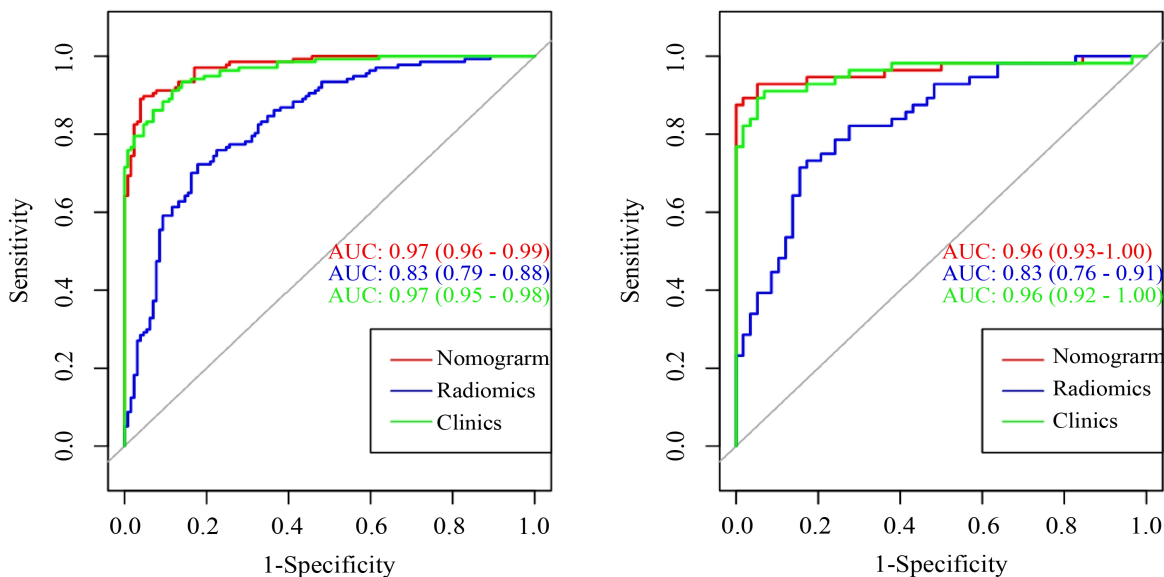 Sensitivity
1.0
0.8
0.6
0.4
0.2
0.0
AUC: 0.97 (0.96 - 0.99)
AUC: 0.83 (0.79 - 0.88)
AUC: 0.97 (0.95 - 0.98)
Nomograrm
Radiomics
Clinics
0.0 0.2 0.4 0.6 0.8 1.0
1-Specificity
Sensitivity
1.0
0.8
0.6
0.4
0.2
0.0
AUC: 0.96 (0.93-1.00)
AUC: 0.83 (0.76 - 0.91)
AUC: 0.96 (0.92 - 1.00)
Nomograrm
Radiomics
Clinics
0.0 0.2 0.4 0.6 0.8 1.0
1-Specificity